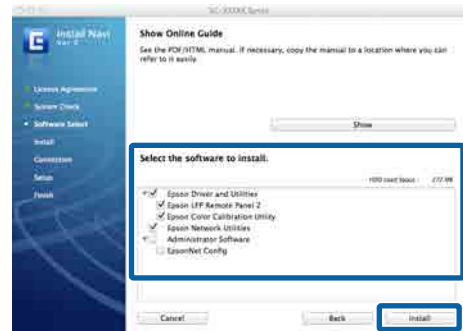 SC-XXXXX Series
Install Navi
Ver.
License Agreement
System Check
Software Select
Install
Connection
Setup
Finish
Show Online Guide
See the PDF/HTML manual. If necessary, copy the manual to a location where you can
refer to it easily.
Show
Select the software to install.
Epson Driver and Utilities
Epson LFP Remote Panel 2
Epson Color Calibration Utility
Epson Network Utilities
Administrator Software
EpsonNet Config
Cancel
Back
Install